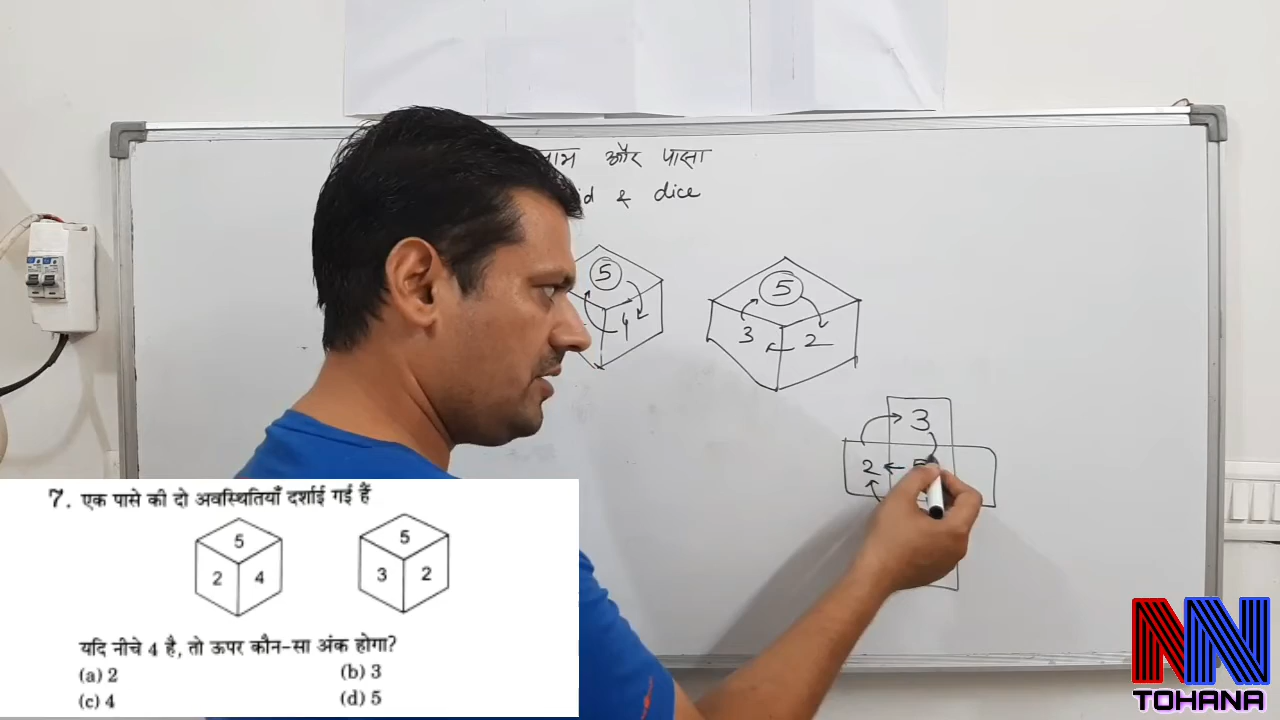 और पासा
& dice
5
4
5
3 2
3
2
7. एक पासे की दो अवस्थितियाँ दर्शाई गई हैं
5 5
2 4 3 2
यदि नीचे 4 है, तो ऊपर कौन-सा अंक होगा?
(a) 2 (b) 3
(c) 4 (d) 5
NN
TOHANA